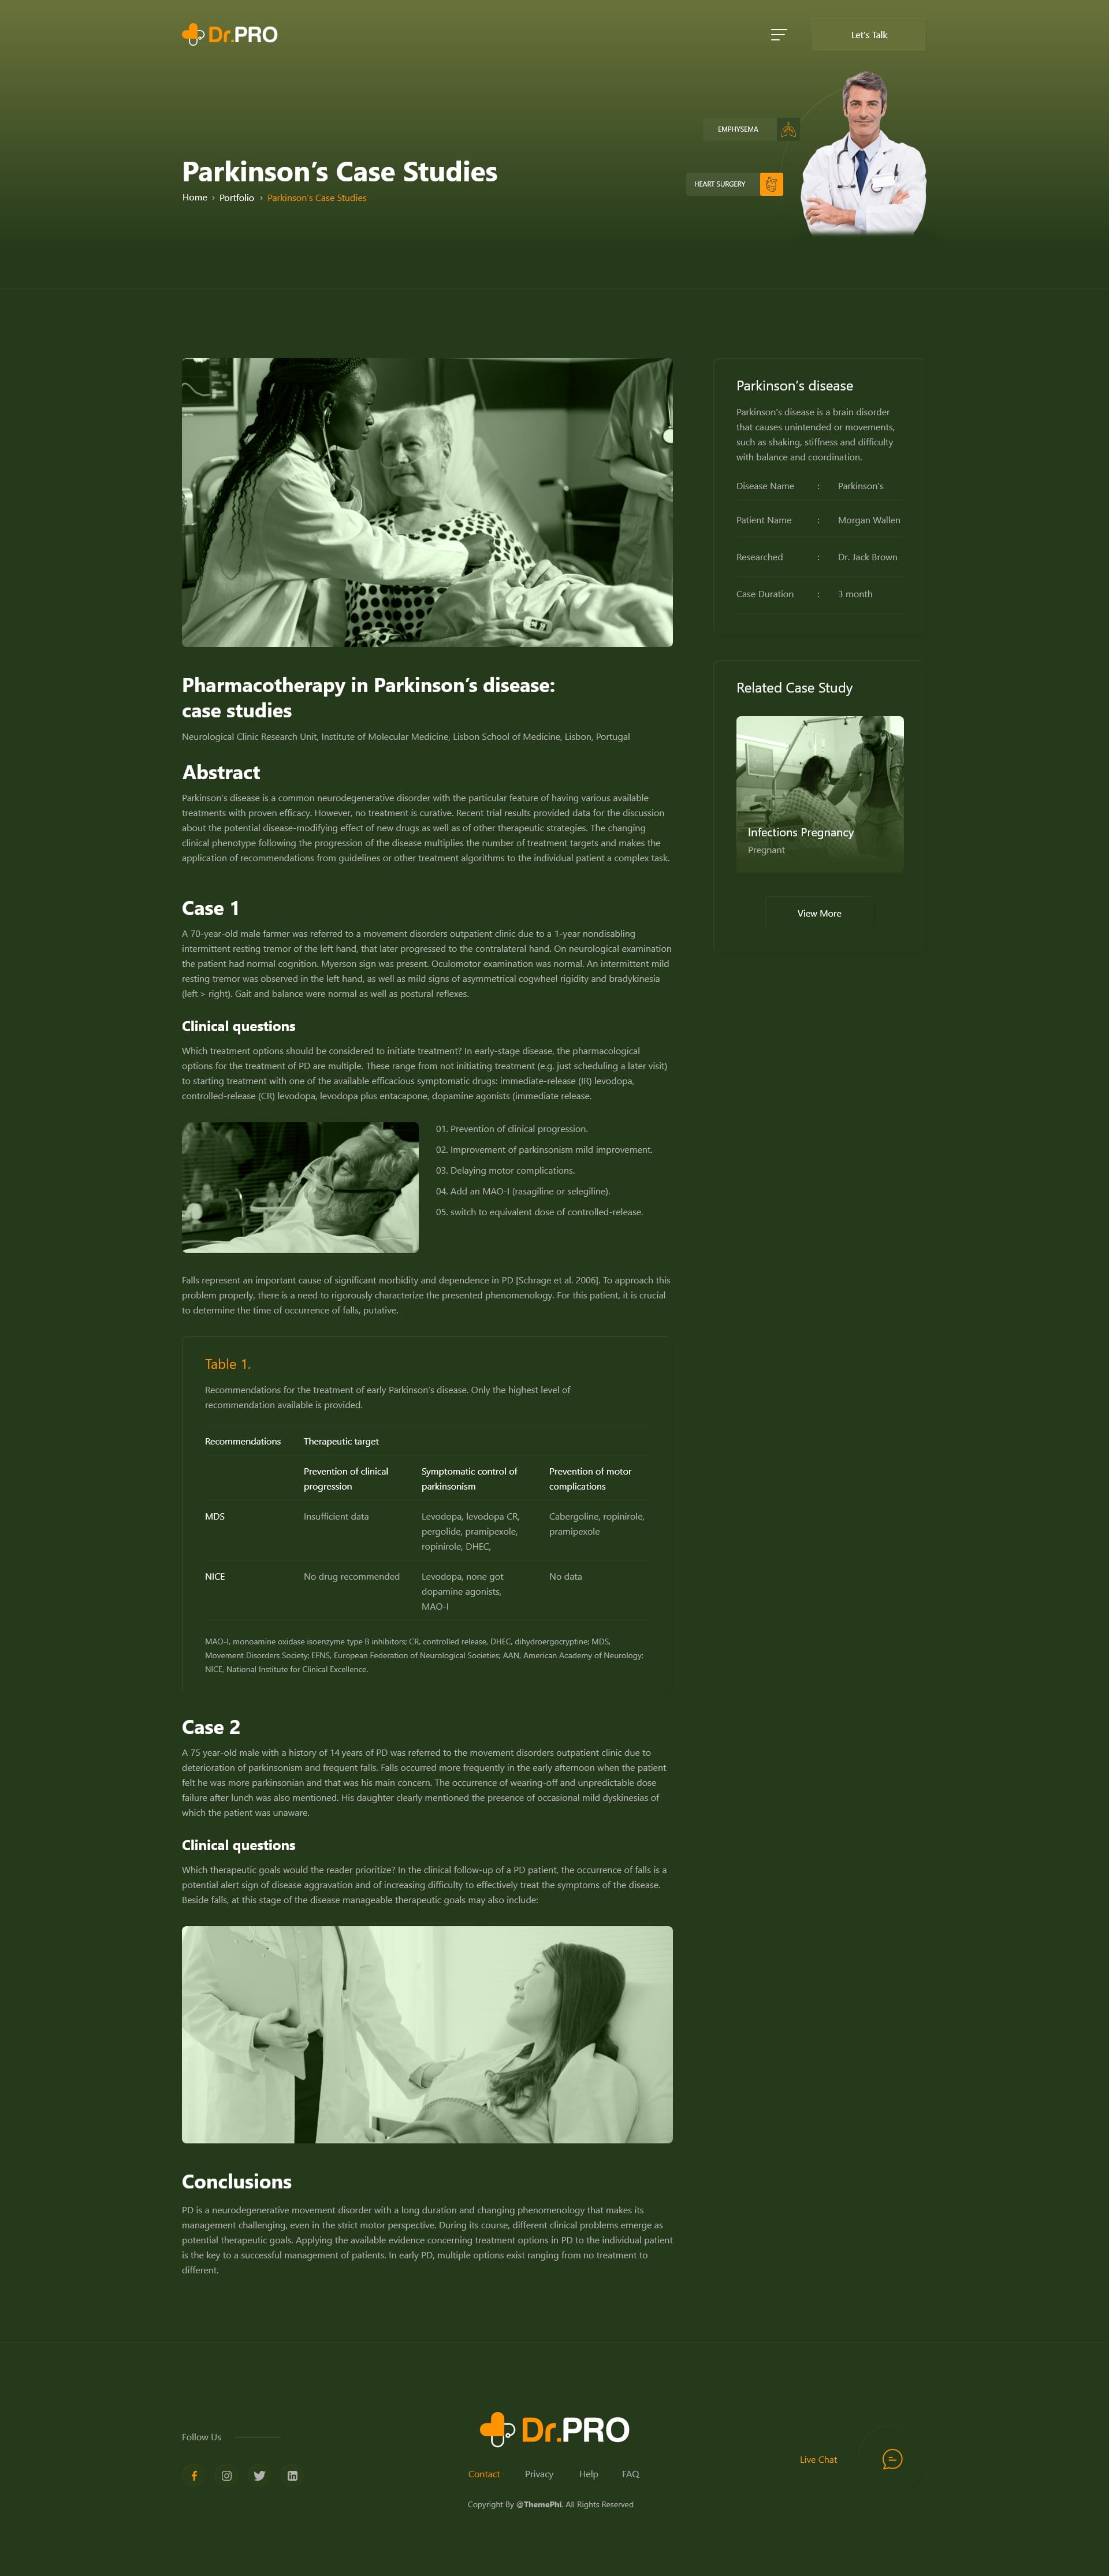 Dr.PRO
Let's Talk
EMPHYSEMA
HEART SURGERY
Parkinson's Case Studies
Home › Portfolio › Parkinson's Case Studies
Pharmacotherapy in Parkinson's disease:
case studies
Neurological Clinic Research Unit, Institute of Molecular Medicine, Lisbon School of Medicine, Lisbon, Portugal
Abstract
Parkinson's disease is a common neurodegenerative disorder with the particular feature of having various available
treatments with proven efficacy. However, no treatment is curative. Recent trial results provided data for the discussion
about the potential disease-modifying effect of new drugs as well as of other therapeutic strategies. The changing
clinical phenotype following the progression of the disease multiplies the number of treatment targets and makes the
application of recommendations from guidelines or other treatment algorithms to the individual patient a complex task.
Case 1
A 70-year-old male farmer was referred to a movement disorders outpatient clinic due to a 1-year nondisabling
intermittent resting tremor of the left hand, that later progressed to the contralateral hand. On neurological examination
the patient had normal cognition. Myerson sign was present. Oculomotor examination was normal. An intermittent mild
resting tremor was observed in the left hand, as well as mild signs of asymmetrical cogwheel rigidity and bradykinesia
(left > right). Gait and balance were normal as well as postural reflexes.
Clinical questions
Which treatment options should be considered to initiate treatment? In early-stage disease, the pharmacological
options for the treatment of PD are multiple. These range from not initiating treatment (e.g. just scheduling a later visit)
to starting treatment with one of the available efficacious symptomatic drugs: immediate-release (IR) levodopa,
controlled-release (CR) levodopa, levodopa plus entacapone, dopamine agonists (immediate release.
01. Prevention of clinical progression.
02. Improvement of parkinsonism mild improvement.
03. Delaying motor complications.
04. Add an MAO-I (rasagiline or selegiline).
05. switch to equivalent dose of controlled-release.
Falls represent an important cause of significant morbidity and dependence in PD [Schrage et al. 2006]. To approach this
problem properly, there is a need to rigorously characterize the presented phenomenology. For this patient, it is crucial
to determine the time of occurrence of falls, putative.
Table 1.
Recommendations for the treatment of early Parkinson's disease. Only the highest level of
recommendation available is provided.
Recommendations Therapeutic target
Prevention of clinical Symptomatic control of Prevention of motor
progression parkinsonism complications
MDS Insufficient data Levodopa, levodopa CR, Cabergoline, ropinirole,
pergolide, pramipexole, pramipexole
ropinirole, DHEC,
NICE No drug recommended Levodopa, none got No data
dopamine agonists,
MAO-I
MAO-I, monoamine oxidase isoenzyme type B inhibitors; CR, controlled release, DHEC, dihydroergocryptine; MDS,
Movement Disorders Society; EFNS, European Federation of Neurological Societies; AAN, American Academy of Neurology;
NICE, National Institute for Clinical Excellence.
Case 2
A 75 year-old male with a history of 14 years of PD was referred to the movement disorders outpatient clinic due to
deterioration of parkinsonism and frequent falls. Falls occurred more frequently in the early afternoon when the patient
felt he was more parkinsonian and that was his main concern. The occurrence of wearing-off and unpredictable dose
failure after lunch was also mentioned. His daughter clearly mentioned the presence of occasional mild dyskinesias of
which the patient was unaware.
Clinical questions
Which therapeutic goals would the reader prioritize? In the clinical follow-up of a PD patient, the occurrence of falls is a
potential alert sign of disease aggravation and of increasing difficulty to effectively treat the symptoms of the disease.
Beside falls, at this stage of the disease manageable therapeutic goals may also include:
Conclusions
PD is a neurodegenerative movement disorder with a long duration and changing phenomenology that makes its
management challenging, even in the strict motor perspective. During its course, different clinical problems emerge as
potential therapeutic goals. Applying the available evidence concerning treatment options in PD to the individual patient
is the key to a successful management of patients. In early PD, multiple options exist ranging from no treatment to
different.
Parkinson's disease
Parkinson's disease is a brain disorder
that causes unintended or movements,
such as shaking, stiffness and difficulty
with balance and coordination.
Disease Name : Parkinson's
Patient Name : Morgan Wallen
Researched : Dr. Jack Brown
Case Duration : 3 month
Related Case Study
Infections Pregnancy
Pregnant
View More
Follow Us
Dr.PRO
Contact Privacy Help FAQ
Copyright By @ThemePhi. All Rights Reserved
Live Chat